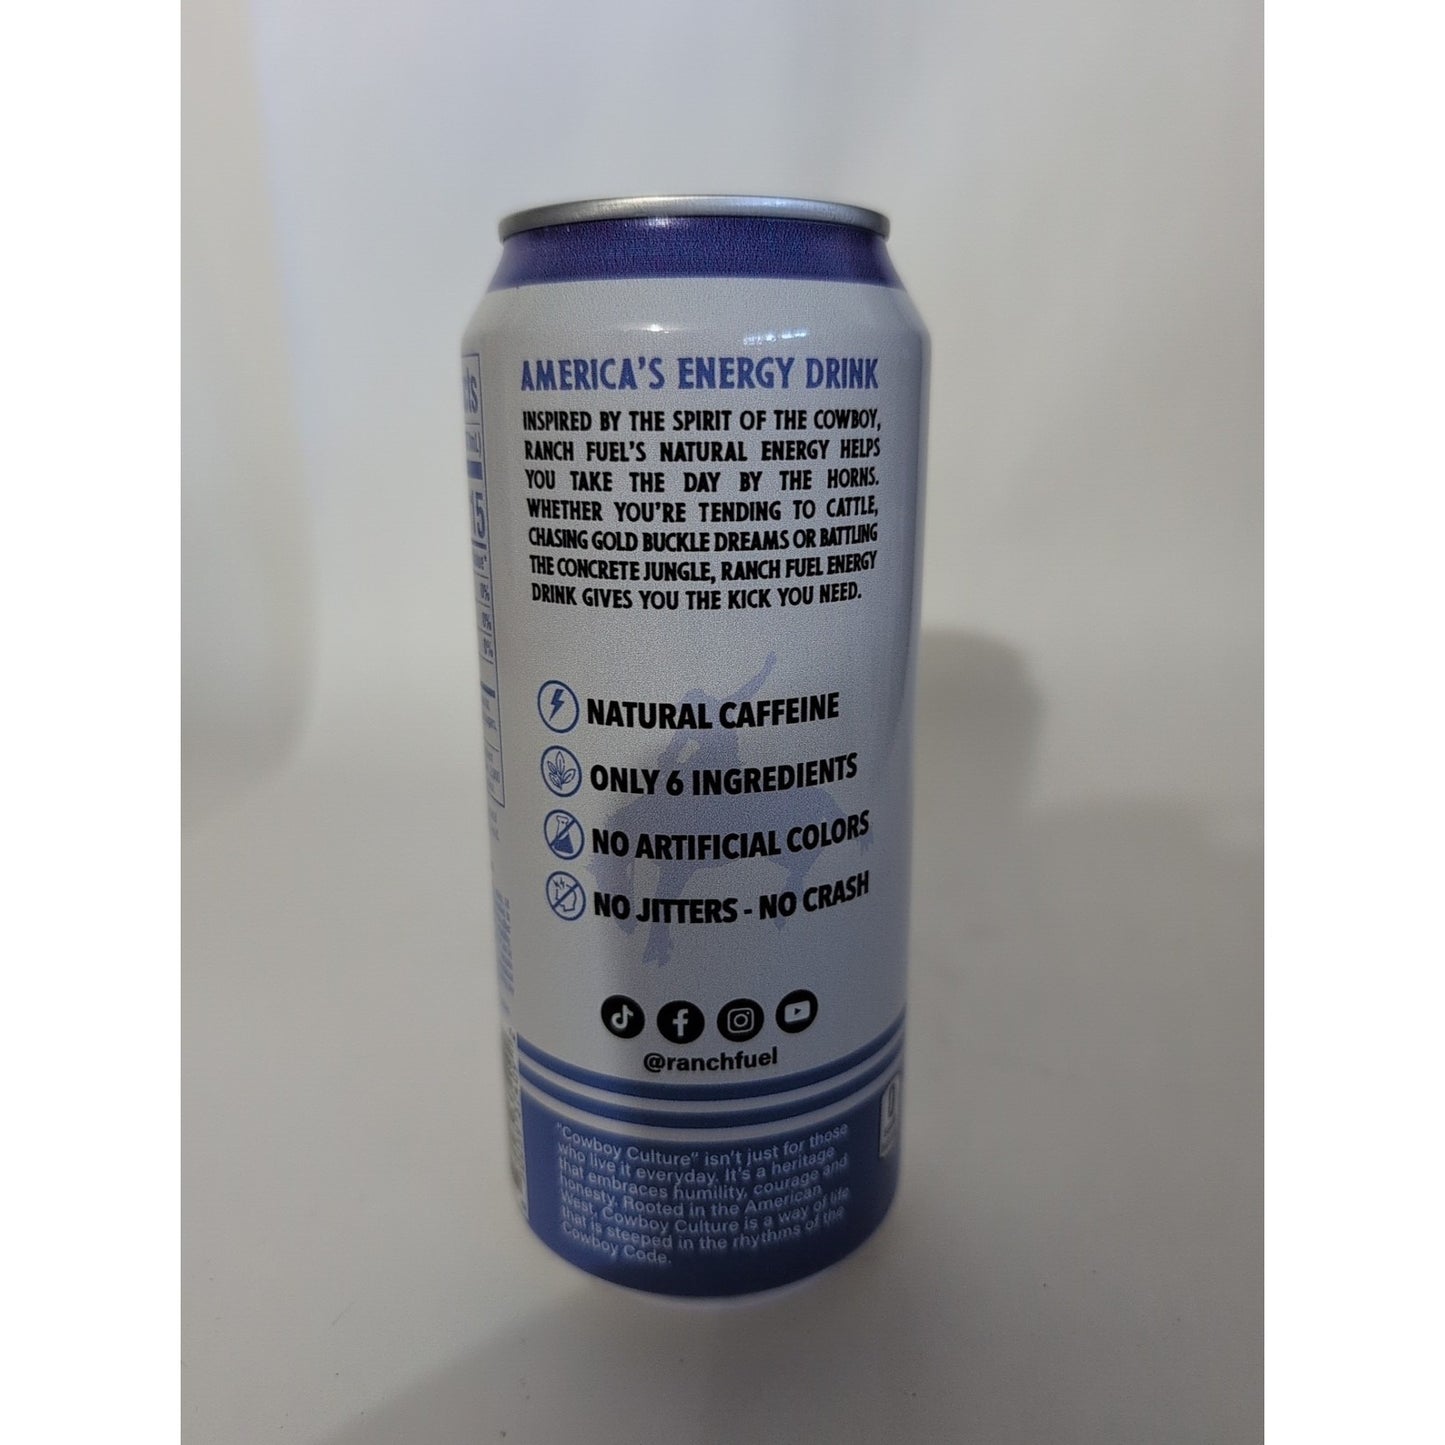 AMERICA'S ENERGY DRINK
INSPIRED BY THE SPIRIT OF THE COWBOY,
RANCH FUEL'S NATURAL ENERGY HELPS
YOU TAKE THE DAY BY THE HORNS.
WHETHER YOU'RE TENDING TO CATTLE,
CHASING GOLD BUCKLE DREAMS OR BATTLING
THE CONCRETE JUNGLE, RANCH FUEL ENERGY
DRINK GIVES YOU THE KICK YOU NEED.
NATURAL CAFFEINE
ONLY 6 INGREDIENTS
NO ARTIFICIAL COLORS
NO JITTERS - NO CRASH
@ranchfuel
"Cowboy Culture" isn't just for those
who live it everyday. It's a heritage
that embraces humility, courage and
honesty. Rooted in the American
West, Cowboy Culture is a way of life
that is steeped in the rhythms of the
Cowboy Code.
15
0%
0%
0%